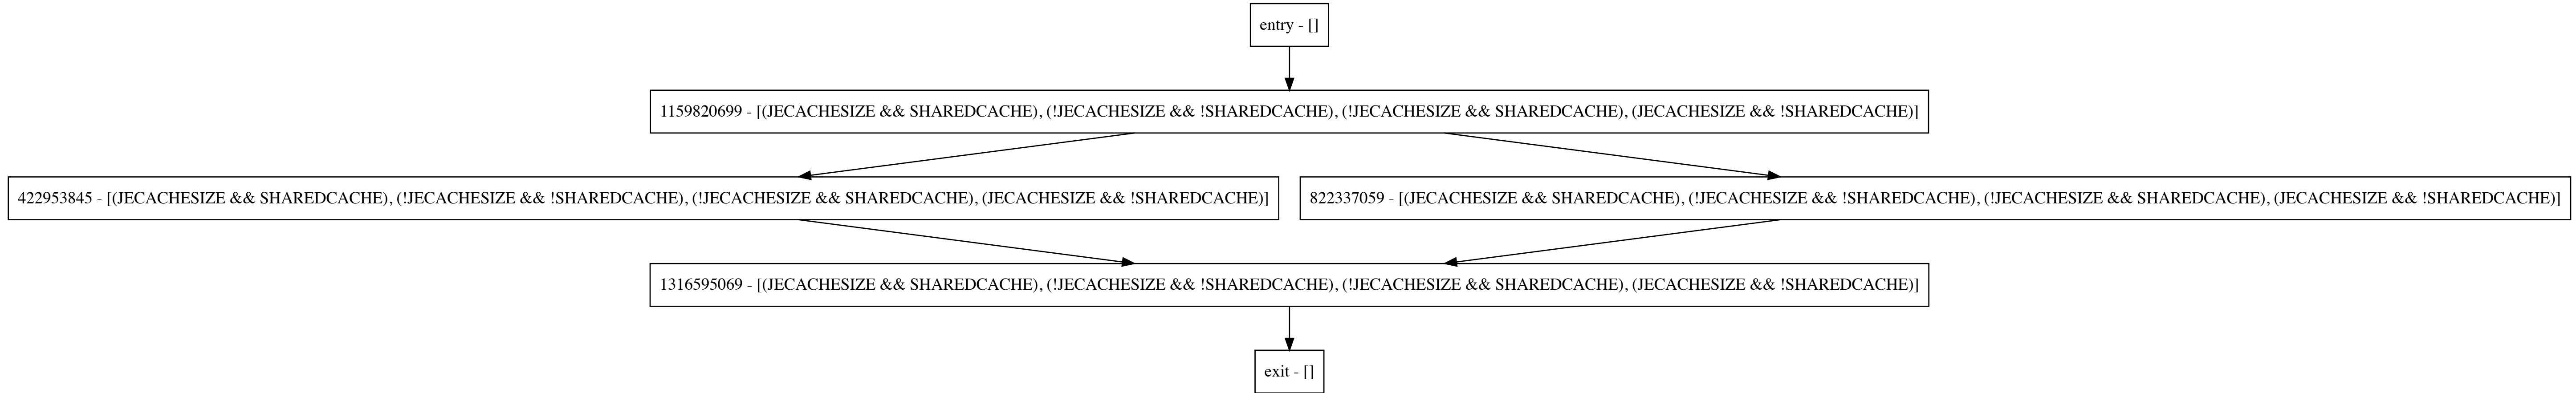 entry - []
1159820699 - [(JECACHESIZE && SHAREDCACHE), (!JECACHESIZE && !SHAREDCACHE), (!JECACHESIZE && SHAREDCACHE), (JECACHESIZE && !SHAREDCACHE)]
422953845 - [(JECACHESIZE && SHAREDCACHE), (!JECACHESIZE && !SHAREDCACHE), (!JECACHESIZE && SHAREDCACHE), (JECACHESIZE && !SHAREDCACHE)]
822337059 - [(JECACHESIZE && SHAREDCACHE), (!JECACHESIZE && !SHAREDCACHE), (!JECACHESIZE && SHAREDCACHE), (JECACHESIZE && !SHAREDCACHE)]
1316595069 - [(JECACHESIZE && SHAREDCACHE), (!JECACHESIZE && !SHAREDCACHE), (!JECACHESIZE && SHAREDCACHE), (JECACHESIZE && !SHAREDCACHE)]
exit - []